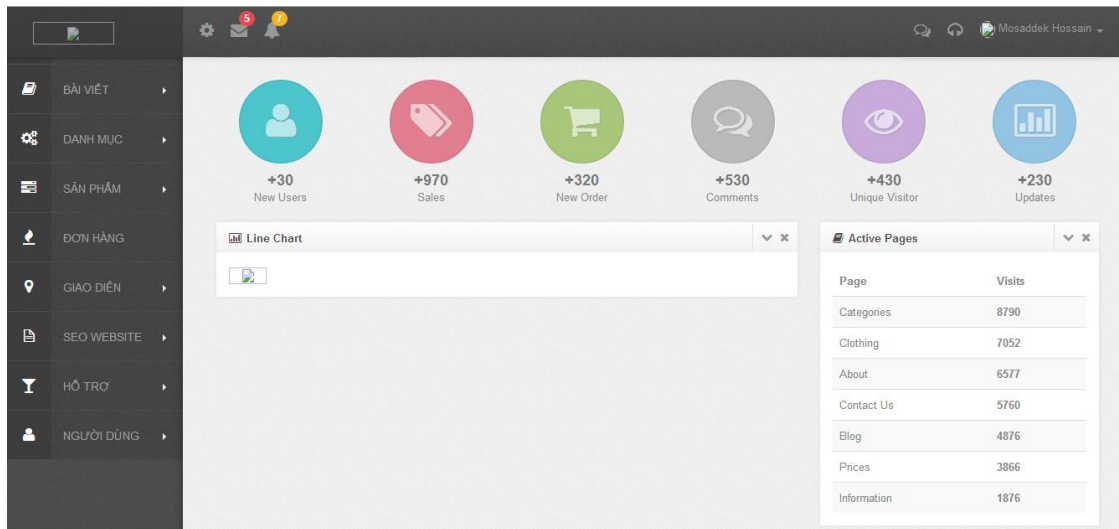 5
7
Mosaddek Hossain
BÀI VIẾT
DANH MỤC
SẢN PHẨM
ĐƠN HÀNG
GIAO DIỆN
SEO WEBSITE
HỖ TRỢ
NGƯỜI DÙNG
+30
New Users
+970
Sales
+320
New Order
+530
Comments
+430
Unique Visitor
+230
Updates
Line Chart
Active Pages
Page Visits
Categories 8790
Clothing 7052
About 6577
Contact Us 5760
Blog 4876
Prices 3866
Information 1876